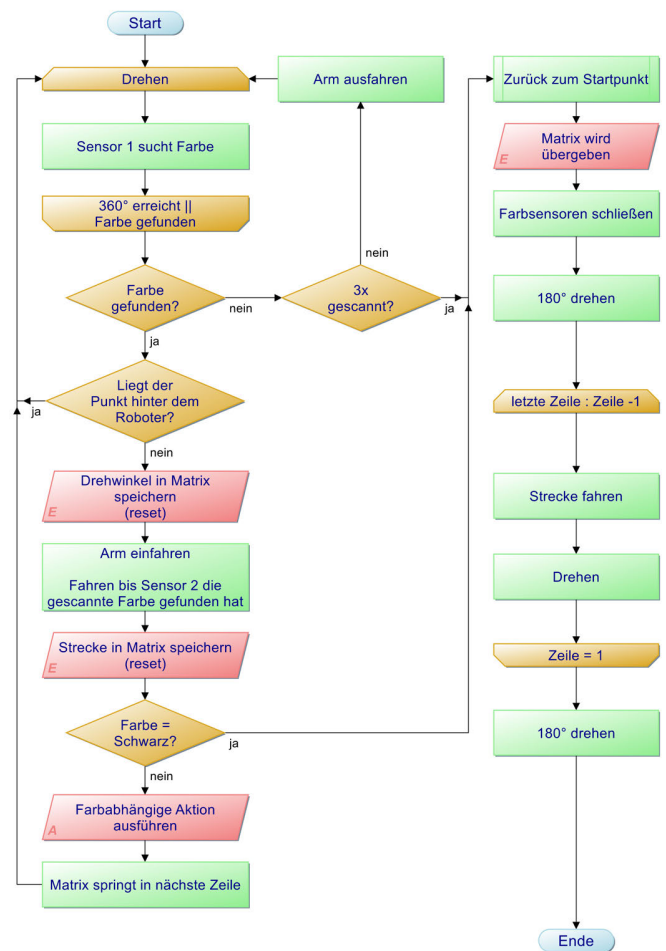 Start
Drehen
Arm ausfahren
Sensor 1 sucht Farbe
360° erreicht ||
Farbe gefunden
nein
Farbe
gefunden?
nein
3x
gescannt?
ja
ja
Liegt der
Punkt hinter dem
Roboter?
ja
nein
Drehwinkel in Matrix
speichern
(reset)
E
Arm einfahren
Fahren bis Sensor 2 die
gescannte Farbe gefunden hat
Strecke in Matrix speichern
(reset)
E
Farbe =
Schwarz?
ja
nein
Farbabhängige Aktion
ausführen
A
Matrix springt in nächste Zeile
Zurück zum Startpunkt
Matrix wird
übergeben
E
Farbsensoren schließen
180° drehen
letzte Zeile : Zeile -1
Strecke fahren
Drehen
Zeile = 1
180° drehen
Ende